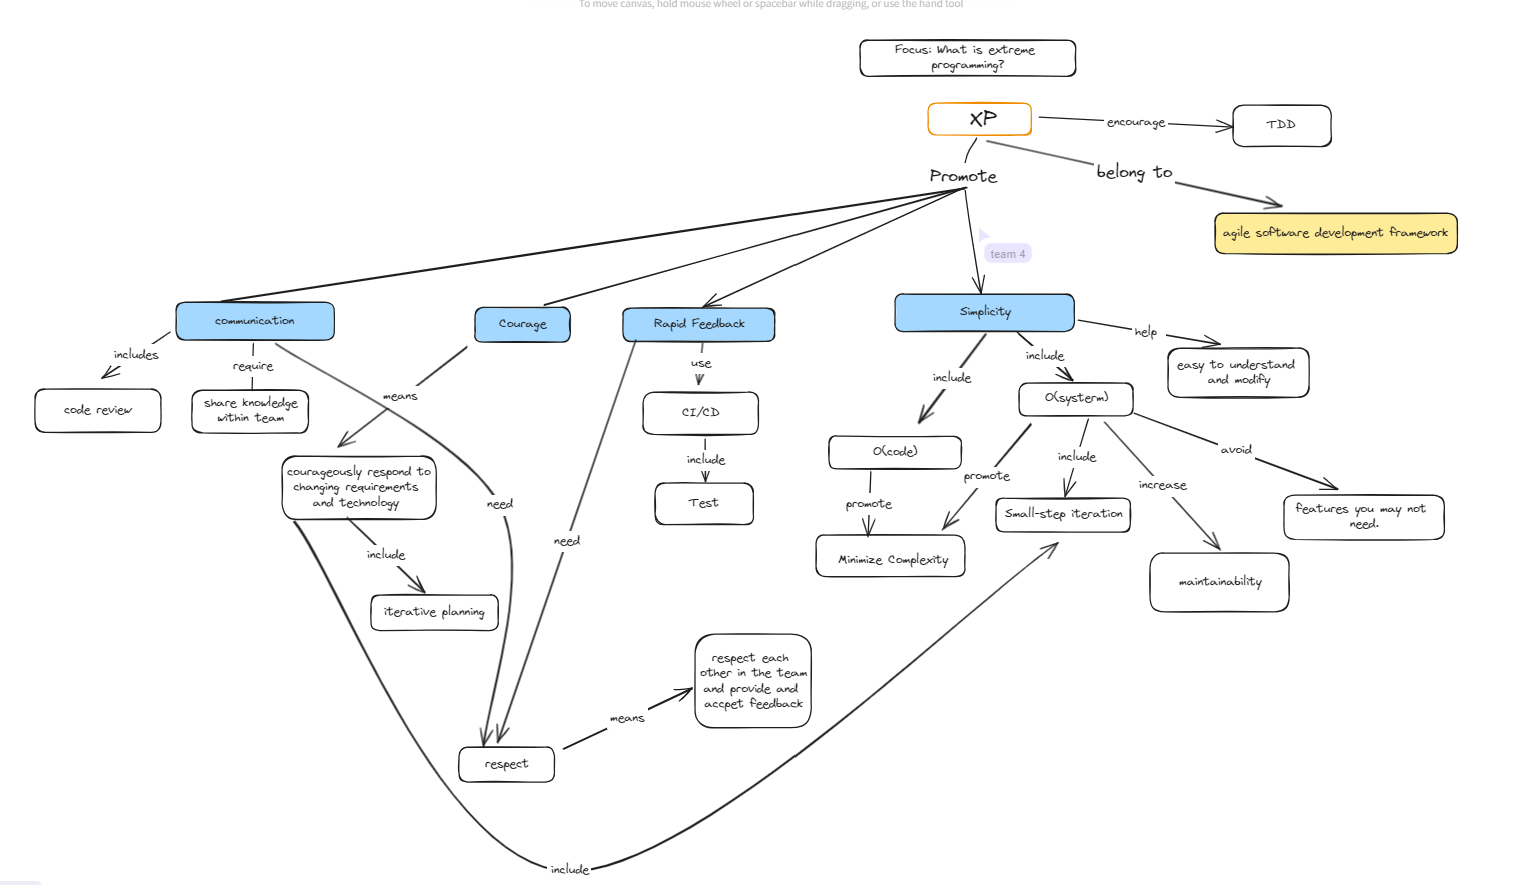 To move canvas, hold mouse wheel or spacebar while dragging, or use the hand tool
Focus: What is extreme
programming?
XP
encourage
TDD
belong to
Promote
agile software development framework
team 4
communication
Courage
Rapid Feedback
Simplicity
help
includes
require
use
include
easy to understand
and modify
code review
share knowledge
within team
means
CI/CD
include
O(systerm)
courageously respond to
changing requirements
and technology
include
Test
O(code)
promote
promote
include
avoid
increase
need
Small-step iteration
features you may not
need.
include
need
Minimize Complexity
maintainability
iterative planning
respect each
other in the team
and provide and
accpet feedback
means
respect
include